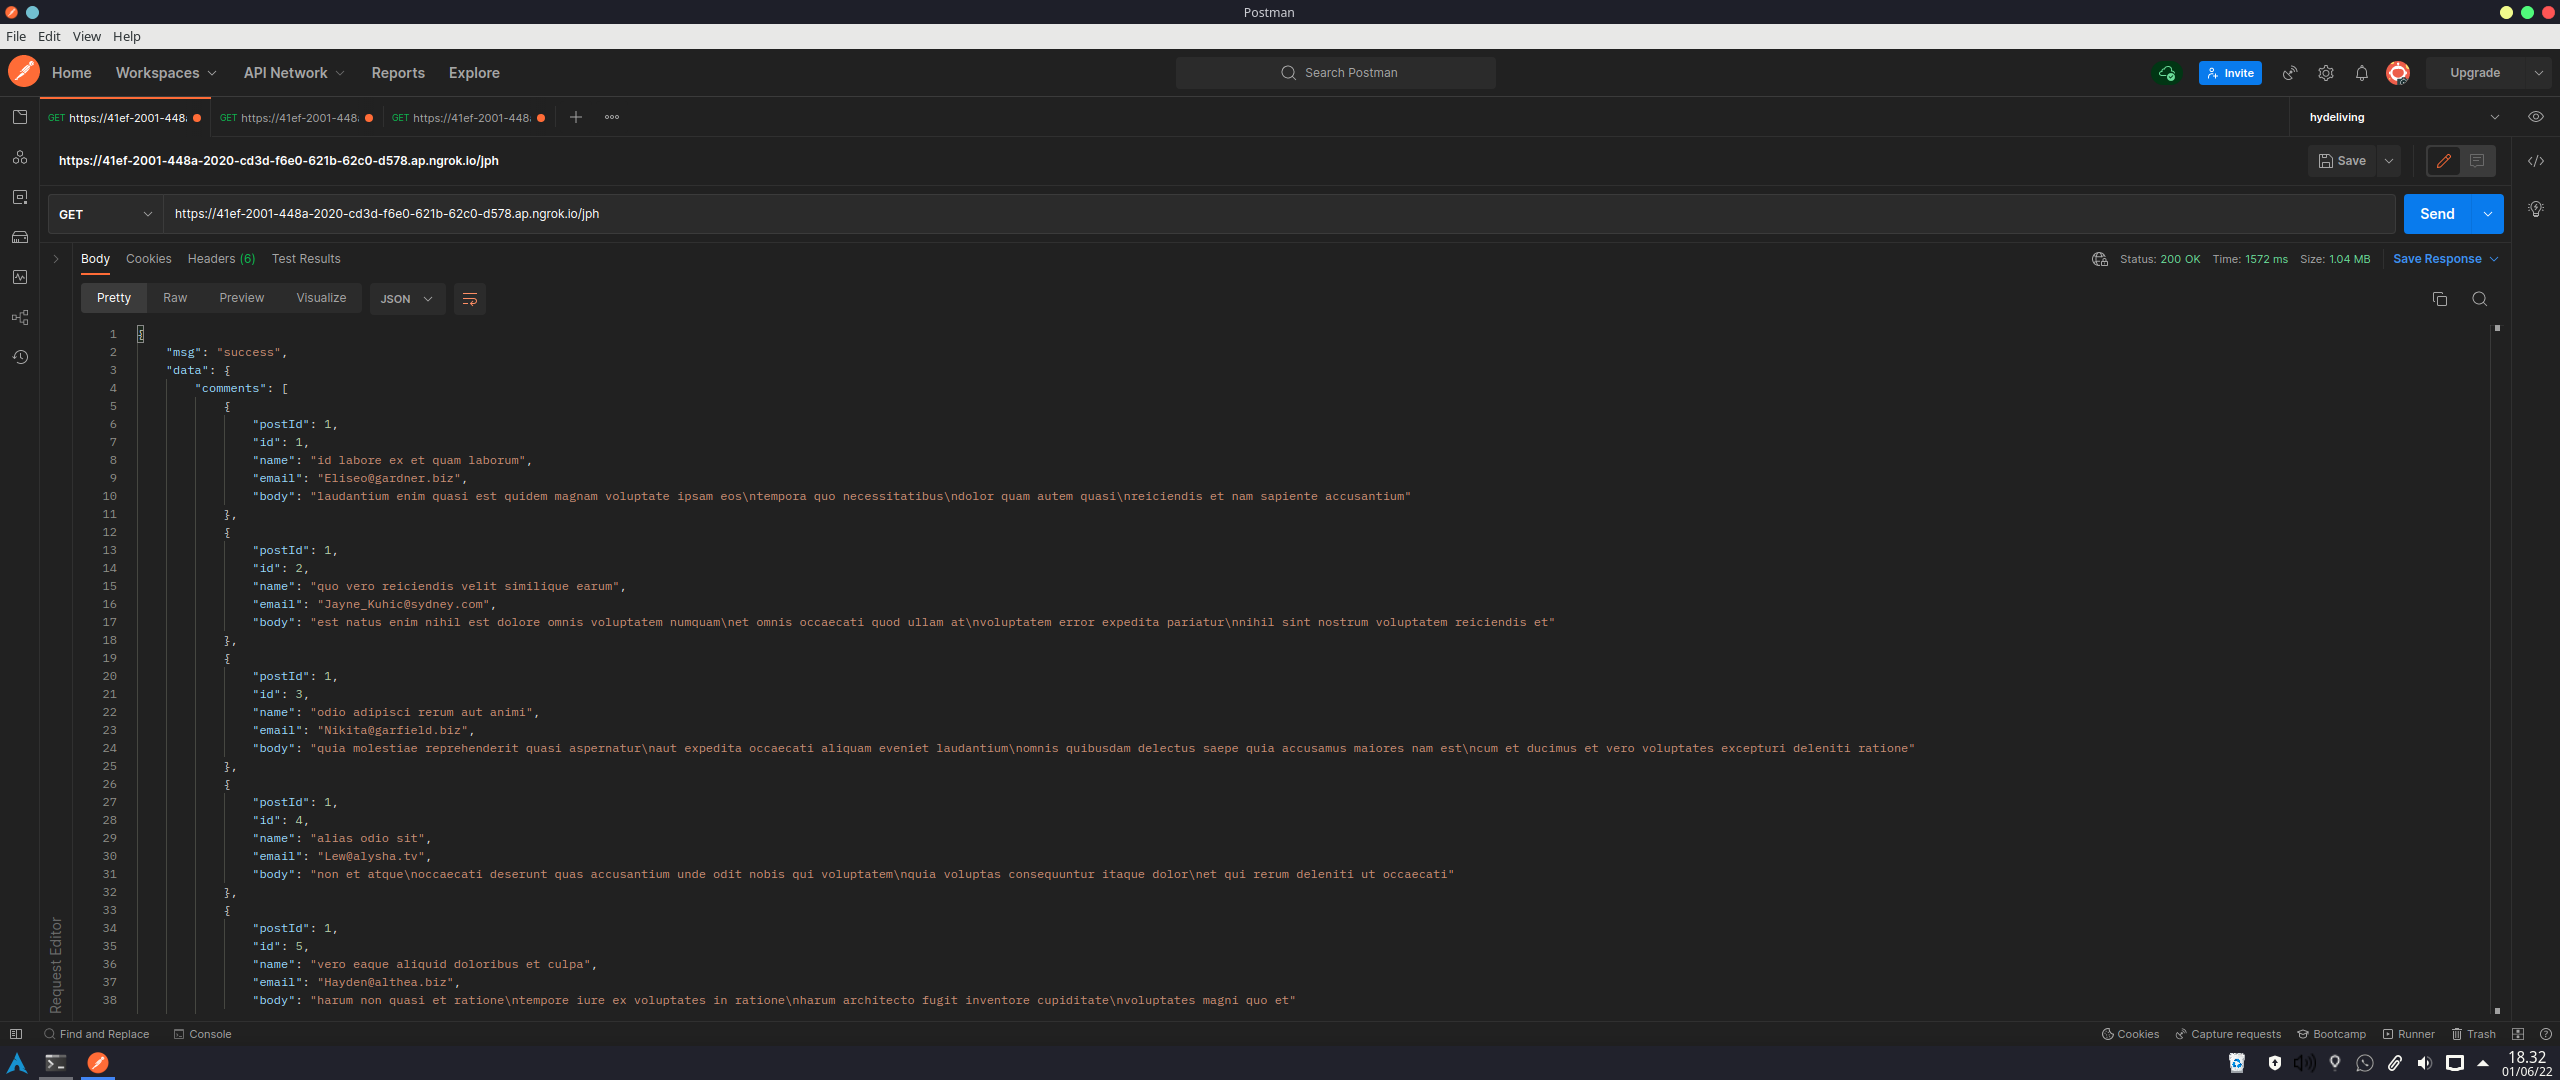 Postman
File Edit View Help
Home Workspaces API Network Reports Explore Search Postman Invite Upgrade
GET https://41ef-2001-448a GET https://41ef-2001-448 GET https://41ef-2001-448 hydeliving
https://41ef-2001-448a-2020-cd3d-f6e0-621b-62c0-d578.ap.ngrok.io/jph Save
GET https://41ef-2001-448a-2020-cd3d-f6e0-621b-62c0-d578.ap.ngrok.io/jph Send
Body Cookies Headers (6) Test Results Status: 200 OK Time: 1572 ms Size: 1.04 MB Save Response
Pretty Raw Preview Visualize JSON
1 {
2 "msg": "success",
3 "data": {
4 "comments": [
5 {
6 "postId": 1,
7 "id": 1,
8 "name": "id labore ex et quam laborum",
9 "email": "Eliseo@gardner.biz",
10 "body": "laudantium enim quasi est quidem magnam voluptate ipsam eos\ntempora quo necessitatibus\ndolor quam autem quasi\nreiciendis et nam sapiente accusantium"
11 },
12 {
13 "postId": 1,
14 "id": 2,
15 "name": "quo vero reiciendis velit similique earum",
16 "email": "Jayne_Kuhic@sydney.com",
17 "body": "est natus enim nihil est dolore omnis voluptatem numquam\net omnis occaecati quod ullam at\nvoluptatem error expedita pariatur\nnihil sint nostrum voluptatem reiciendis et"
18 },
19 {
20 "postId": 1,
21 "id": 3,
22 "name": "odio adipisci rerum aut animi",
23 "email": "Nikita@garfield.biz",
24 "body": "quia molestiae reprehenderit quasi aspernatur\naut expedita occaecati aliquam eveniet laudantium\nomnis quibusdam delectus saepe quia accusamus maiores nam est\ncum et ducimus et vero voluptates excepturi deleniti ratione"
25 },
26 {
27 "postId": 1,
28 "id": 4,
29 "name": "alias odio sit",
30 "email": "Lew@alysha.tv",
31 "body": "non et atque\noccaecati deserunt quas accusantium unde odit nobis qui voluptatem\nquia voluptas consequuntur itaque dolor\net qui rerum deleniti ut occaecati"
32 },
33 {
34 "postId": 1,
35 "id": 5,
36 "name": "vero eaque aliquid doloribus et culpa",
37 "email": "Hayden@althea.biz",
38 "body": "harum non quasi et ratione\ntempore iure ex voluptates in ratione\nharum architecto fugit inventore cupiditate\nvoluptates magni quo et"
Request Editor
Find and Replace Console Cookies Capture requests Bootcamp Runner Trash
18.32
01/06/22